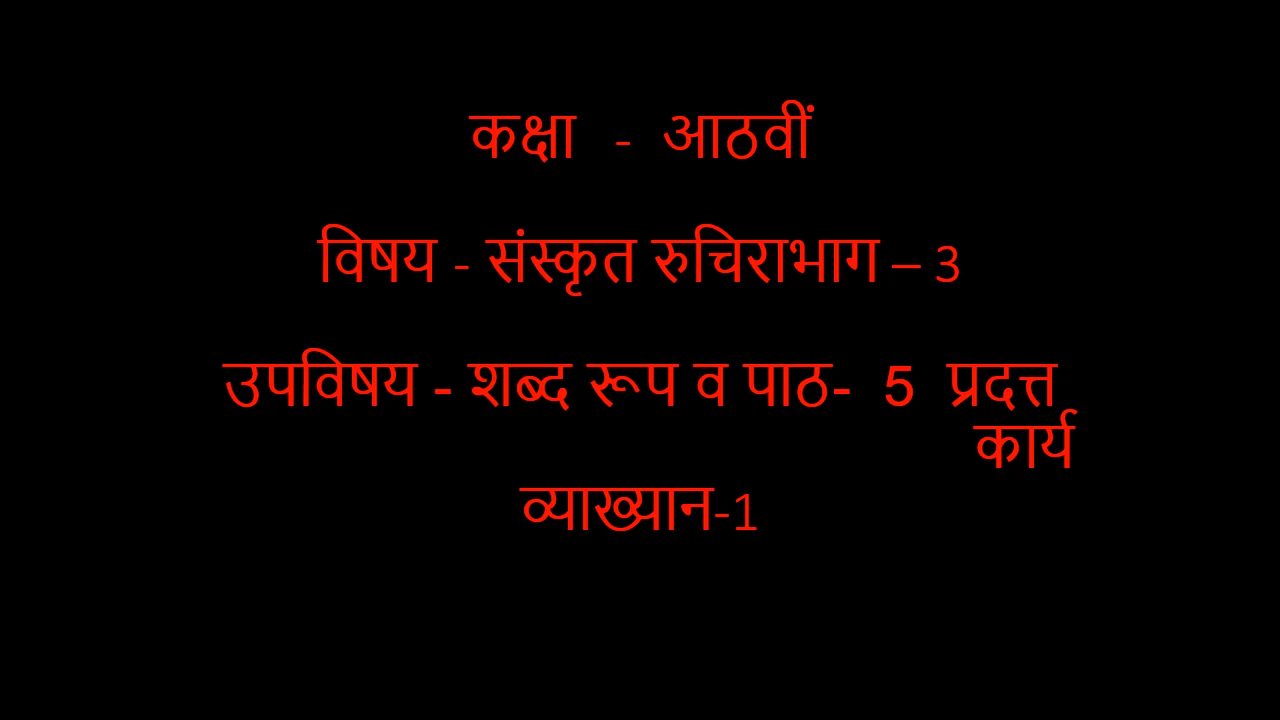 कक्षा - आठवीं
विषय - संस्कृत रुचिराभाग – 3
उपविषय - शब्द रूप व पाठ- 5 प्रदत्त
कार्य
व्याख्यान-1